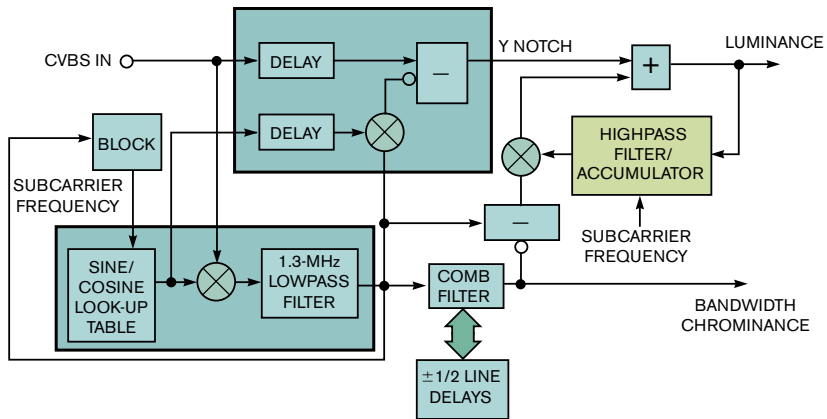 CVBS IN
DELAY
−
Y NOTCH
+
LUMINANCE
DELAY
BLOCK
HIGHPASS
FILTER/
ACCUMULATOR
SUBCARRIER
FREQUENCY
−
SUBCARRIER
FREQUENCY
SINE/
COSINE
LOOK-UP
TABLE
1.3-MHz
LOWPASS
FILTER
COMB
FILTER
BANDWIDTH
CHROMINANCE
±1/2 LINE
DELAYS